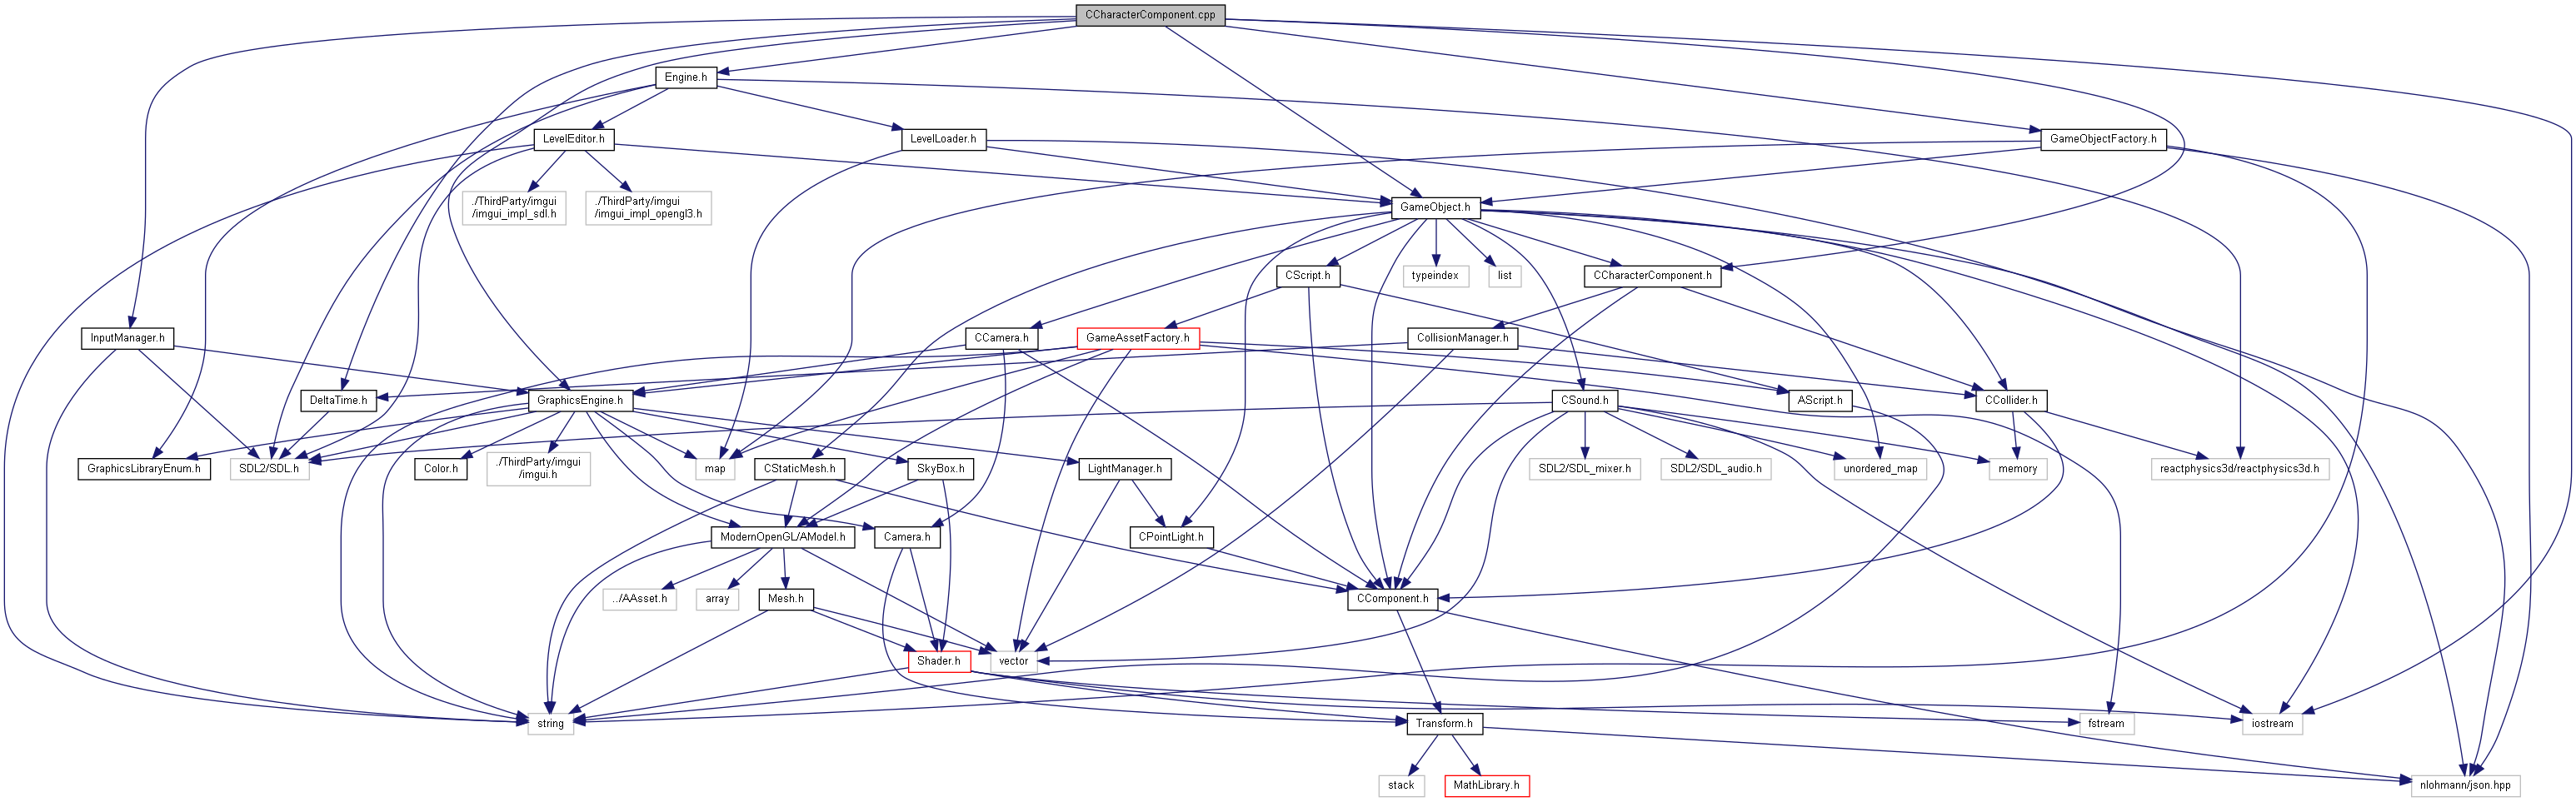 CCharacterComponent.cpp
Engine.h
LevelEditor.h
LevelLoader.h
GameObjectFactory.h
./ThirdParty/imgui
/imgui_impl_sdl.h
./ThirdParty/imgui
/imgui_impl_opengl3.h
GameObject.h
CScript.h
typeindex
list
CCharacterComponent.h
InputManager.h
CCamera.h
GameAssetFactory.h
CollisionManager.h
DeltaTime.h
GraphicsEngine.h
CSound.h
AScript.h
CCollider.h
GraphicsLibraryEnum.h
SDL2/SDL.h
Color.h
./ThirdParty/imgui
/imgui.h
map
CStaticMesh.h
SkyBox.h
LightManager.h
SDL2/SDL_mixer.h
SDL2/SDL_audio.h
unordered_map
memory
reactphysics3d/reactphysics3d.h
ModernOpenGL/AModel.h
Camera.h
CPointLight.h
../AAsset.h
array
Mesh.h
CComponent.h
Shader.h
vector
string
Transform.h
fstream
iostream
stack
MathLibrary.h
nlohmann/json.hpp